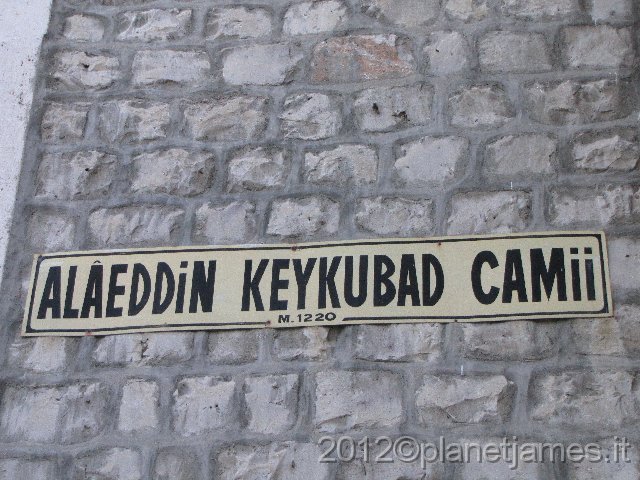 ALÂEDDiN KEYKUBAD CAMii
M.1220
2012©planetjames.it